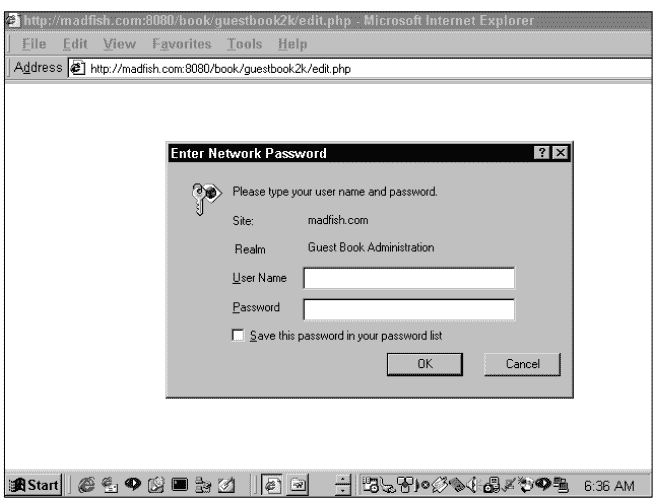 http://madfish.com:8080/book/guestbook2k/edit.php - Microsoft Internet Explorer
File Edit View Favorites Tools Help
Address http://madfish.com:8080/book/guestbook2k/edit.php
Enter Network Password
Please type your user name and password.
Site: madfish.com
Realm Guest Book Administration
User Name
Password
Save this password in your password list
OK Cancel
Start 6:36 AM